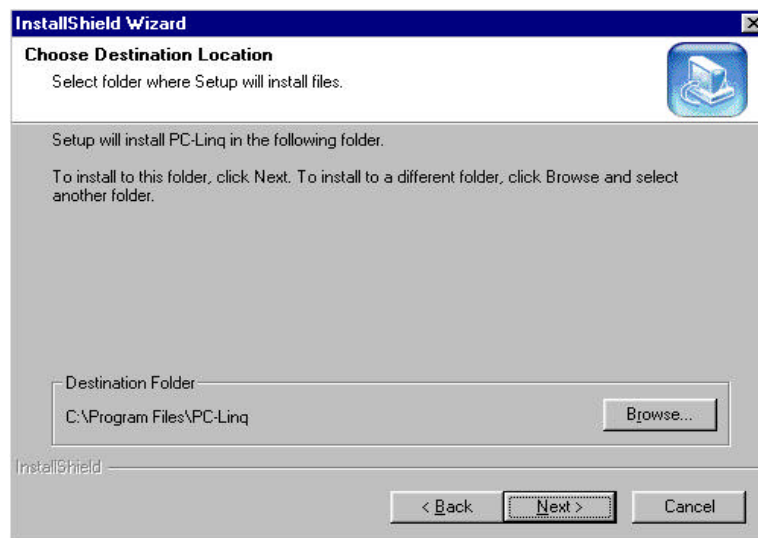 InstallShield Wizard
Choose Destination Location
Select folder where Setup will install files.
Setup will install PC-Linq in the following folder.
To install to this folder, click Next. To install to a different folder, click Browse and select
another folder.
Destination Folder
C:\Program Files\PC-Linq
Browse...
InstallShield
< Back
Next >
Cancel